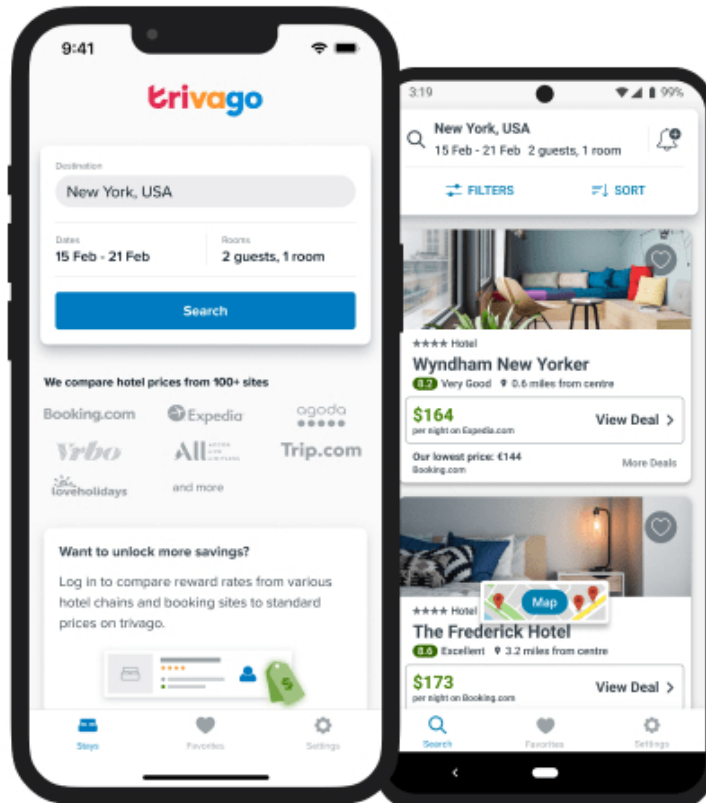 9:41
trivago
Destination
New York, USA
Dates
15 Feb - 21 Feb
Rooms
2 guests, 1 room
Search
We compare hotel prices from 100+ sites
Booking.com
Expedia
agoda
Vrbo
ALL
Trip.com
loveholidays
and more
Want to unlock more savings?
Log in to compare reward rates from various
hotel chains and booking sites to standard
prices on trivago.
$
Stays
Favorites
Settings
3:19
99%
New York, USA
15 Feb - 21 Feb 2 guests, 1 room
FILTERS
SORT
★★★★ Hotel
Wyndham New Yorker
8.2 Very Good 0.6 miles from centre
$164
per night on Expedia.com
View Deal >
Our lowest price: €144
Booking.com
More Deals
★★★★ Hotel
Map
The Frederick Hotel
8.6 Excellent 3.2 miles from centre
$173
per night on Booking.com
View Deal >
Search
Favorites
Settings